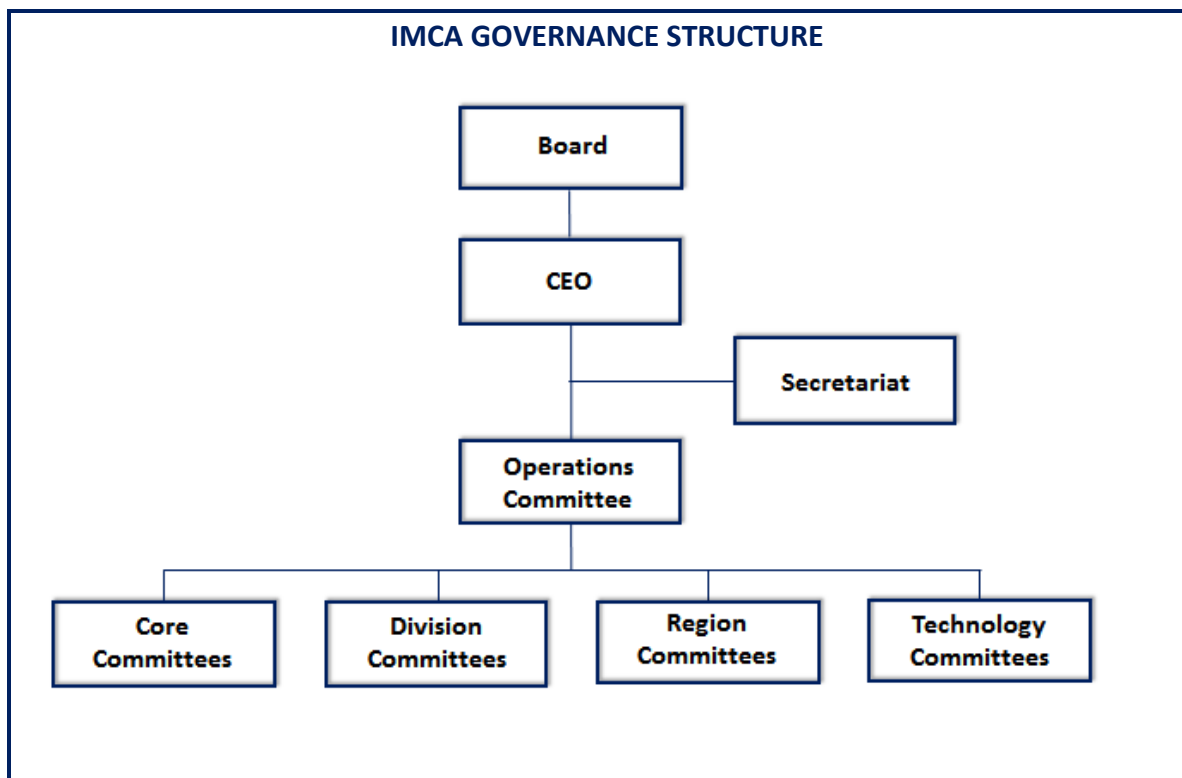 IMCA GOVERNANCE STRUCTURE
Board
CEO
Secretariat
Operations
Committee
Core
Committees
Division
Committees
Region
Committees
Technology
Committees